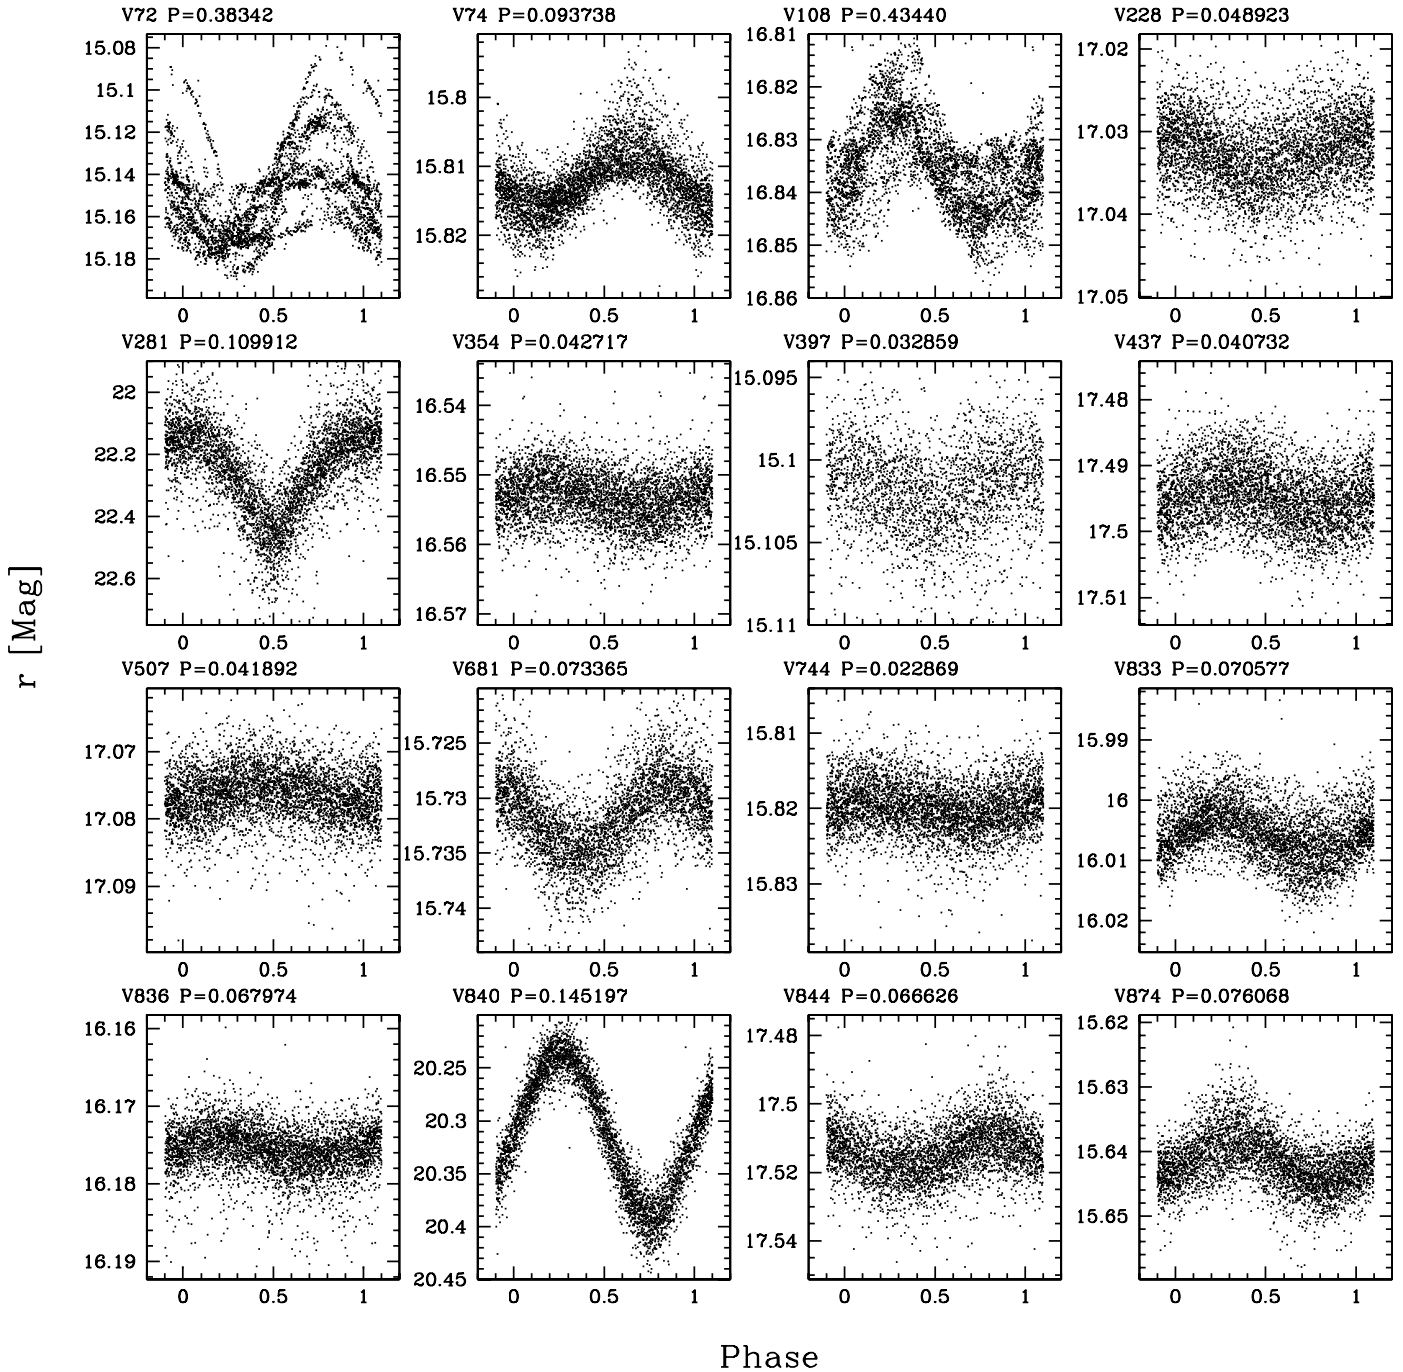 V72 P=0.38342 V74 P=0.093738 V108 P=0.43440 V228 P=0.048923
15.08 15.1 15.12 15.14 15.16 15.18 0 0.5 1
15.8 15.81 15.82 0 0.5 1
16.81 16.82 16.83 16.84 16.85 16.86 0 0.5 1
17.02 17.03 17.04 17.05 0 0.5 1
V281 P=0.109912 V354 P=0.042717 V397 P=0.032859 V437 P=0.040732
22 22.2 22.4 22.6 0 0.5 1
16.54 16.55 16.56 16.57 0 0.5 1
15.095 15.1 15.105 15.11 0 0.5 1
17.48 17.49 17.5 17.51 0 0.5 1
r [Mag]
V507 P=0.041892 V681 P=0.073365 V744 P=0.022869 V833 P=0.070577
17.07 17.08 17.09 0 0.5 1
15.725 15.73 15.735 15.74 0 0.5 1
15.81 15.82 15.83 0 0.5 1
15.99 16 16.01 16.02 0 0.5 1
V836 P=0.067974 V840 P=0.145197 V844 P=0.066626 V874 P=0.076068
16.16 16.17 16.18 16.19 0 0.5 1
20.25 20.3 20.35 20.4 20.45 0 0.5 1
17.48 17.5 17.52 17.54 0 0.5 1
15.62 15.63 15.64 15.65 0 0.5 1
Phase